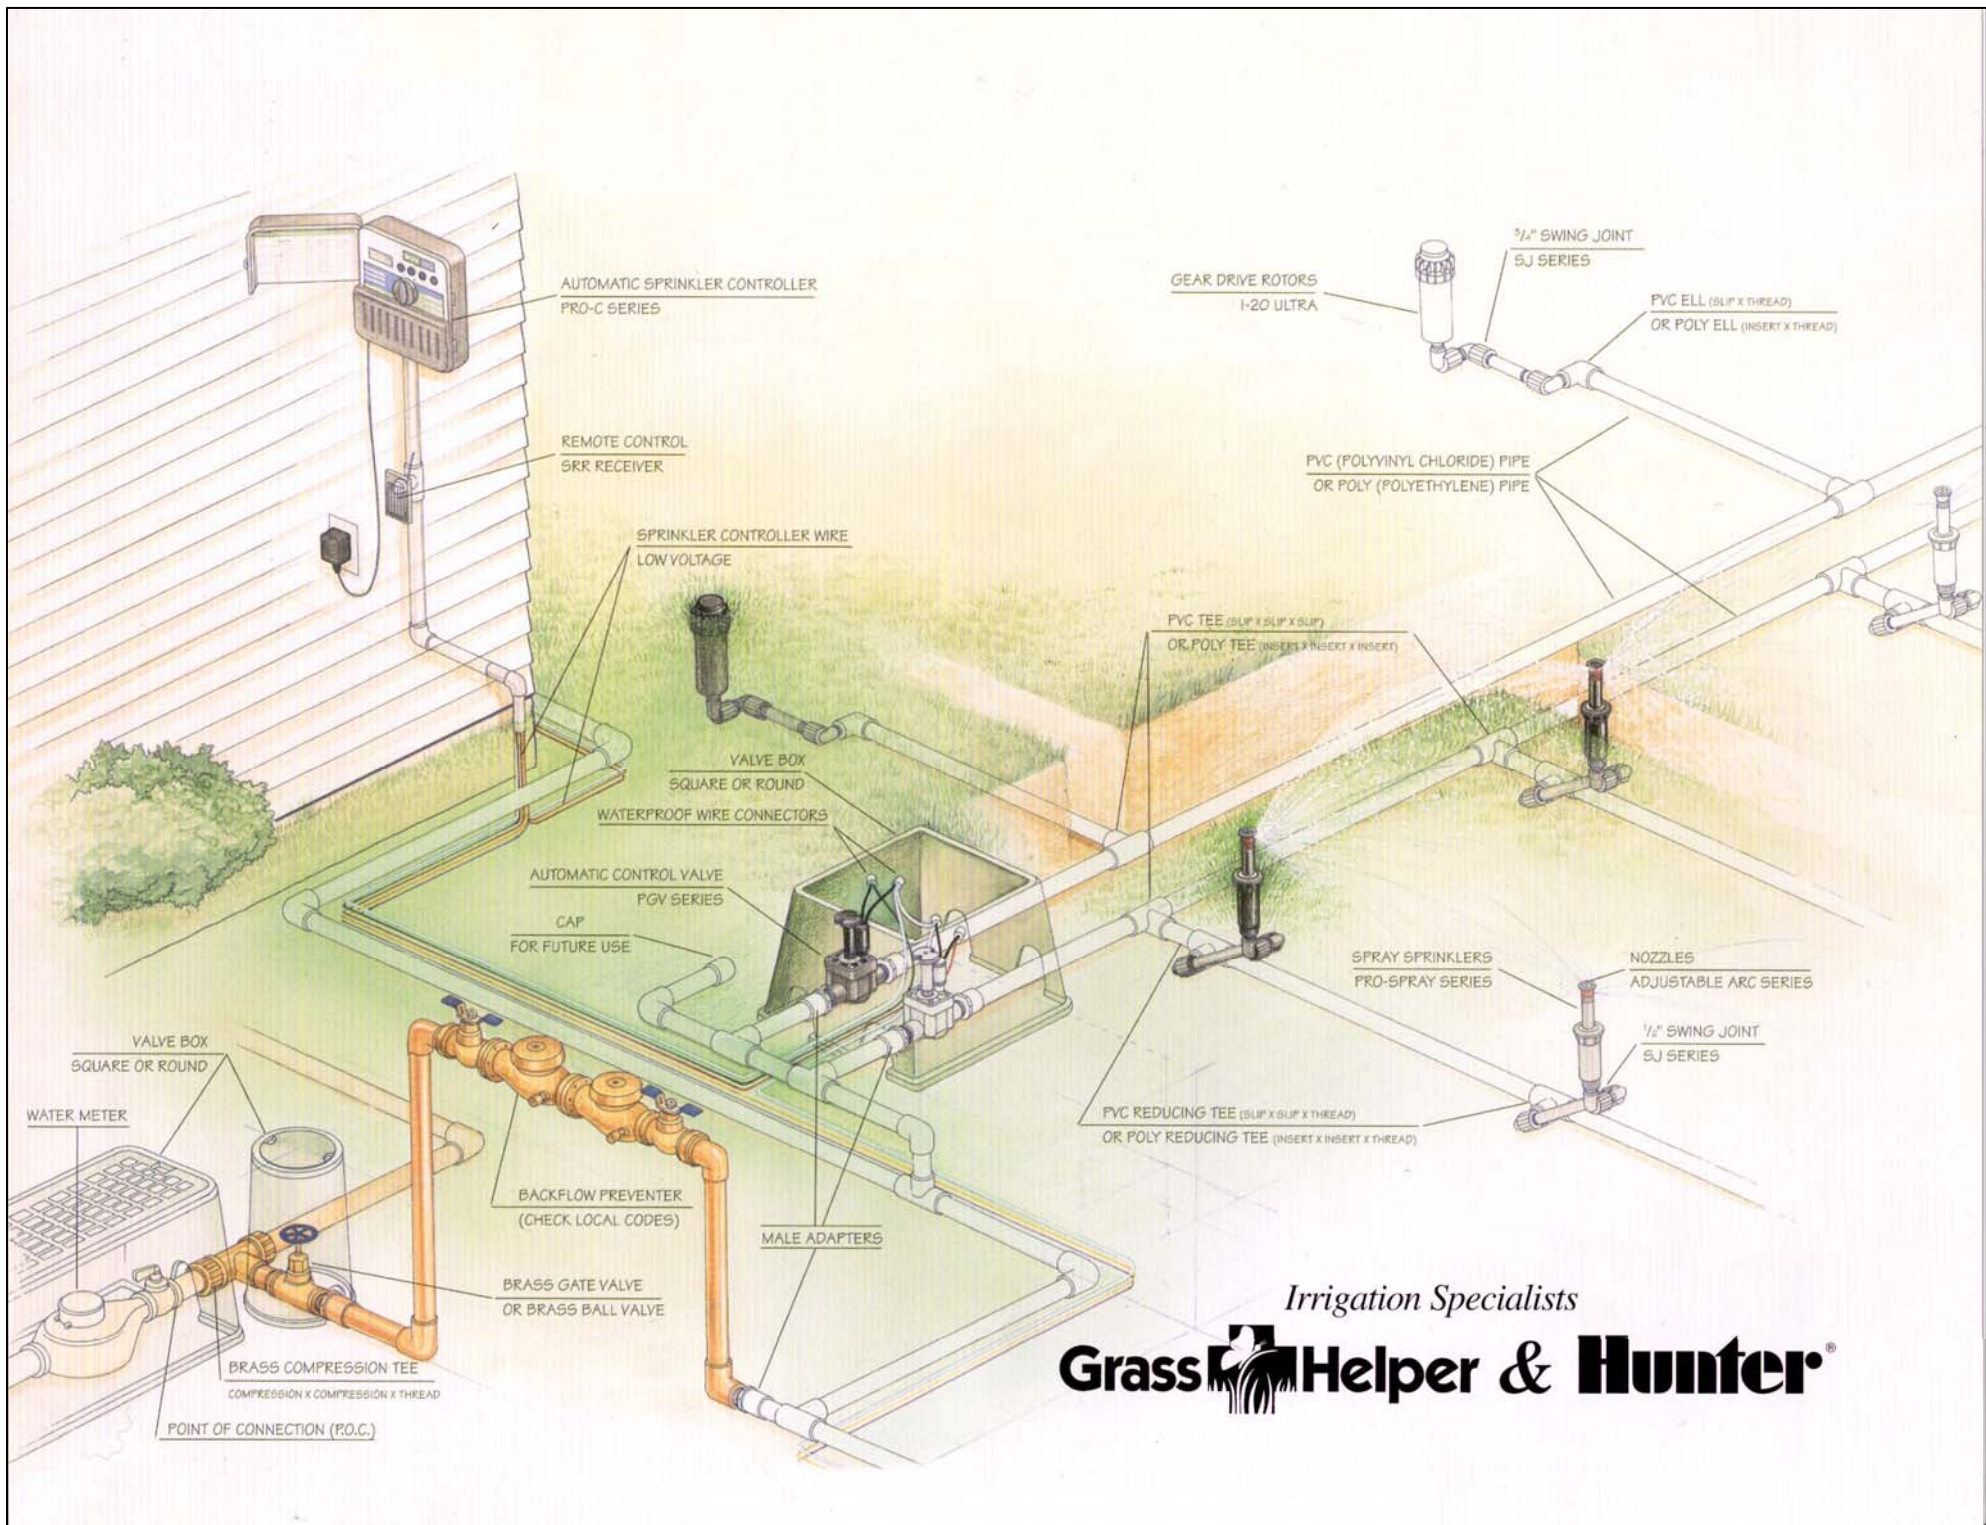 AUTOMATIC SPRINKLER CONTROLLER
PRO-C SERIES
REMOTE CONTROL
SRR RECEIVER
SPRINKLER CONTROLLER WIRE
LOW VOLTAGE
GEAR DRIVE ROTORS
I-20 ULTRA
3/4" SWING JOINT
SJ SERIES
PVC ELL (SLIP X THREAD)
OR POLY ELL (INSERT X THREAD)
PVC (POLYVINYL CHLORIDE) PIPE
OR POLY (POLYETHYLENE) PIPE
PVC TEE (SLIP X SLIP X SLIP)
OR POLY TEE (INSERT X INSERT X INSERT)
VALVE BOX
SQUARE OR ROUND
WATERPROOF WIRE CONNECTORS
AUTOMATIC CONTROL VALVE
PGV SERIES
CAP
FOR FUTURE USE
SPRAY SPRINKLERS
PRO-SPRAY SERIES
NOZZLES
ADJUSTABLE ARC SERIES
1/2" SWING JOINT
SJ SERIES
PVC REDUCING TEE (SLIP X SLIP X THREAD)
OR POLY REDUCING TEE (INSERT X INSERT X THREAD)
VALVE BOX
SQUARE OR ROUND
WATER METER
BACKFLOW PREVENTER
(CHECK LOCAL CODES)
MALE ADAPTERS
BRASS GATE VALVE
OR BRASS BALL VALVE
BRASS COMPRESSION TEE
COMPRESSION X COMPRESSION X THREAD
POINT OF CONNECTION (P.O.C.)
Irrigation Specialists
Grass Helper & Hunter®